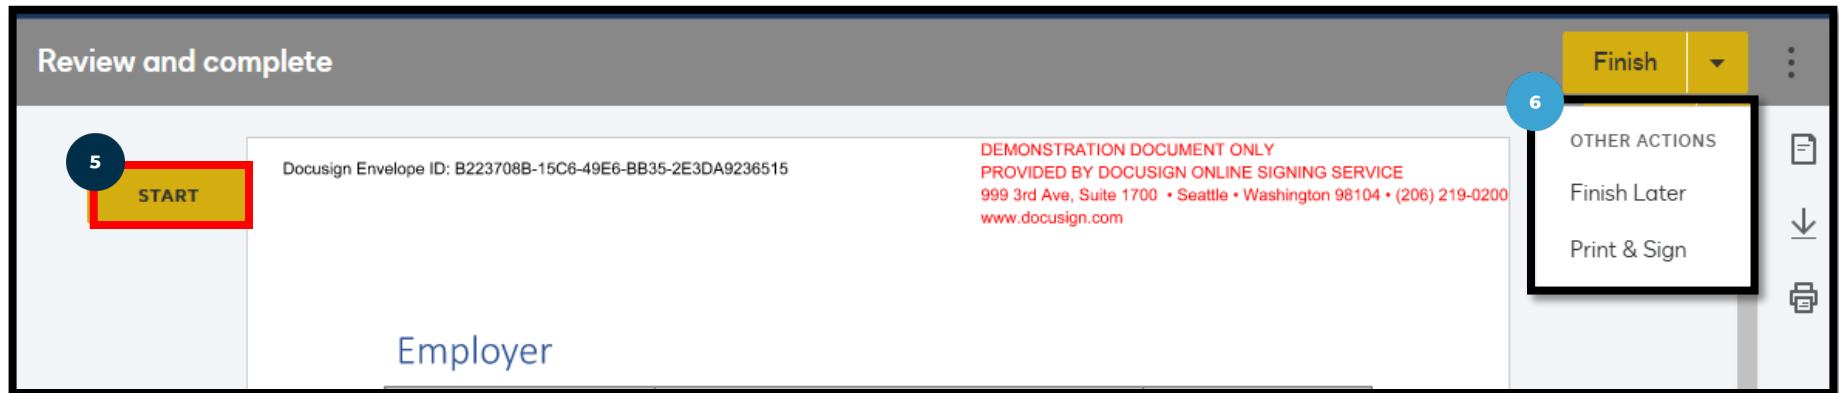 Review and complete
Finish
6
OTHER ACTIONS
Finish Later
Print & Sign
5
START
Docusign Envelope ID: B223708B-15C6-49E6-BB35-2E3DA9236515
DEMONSTRATION DOCUMENT ONLY
PROVIDED BY DOCUSIGN ONLINE SIGNING SERVICE
999 3rd Ave, Suite 1700 • Seattle • Washington 98104 • (206) 219-0200
www.docusign.com
Employer